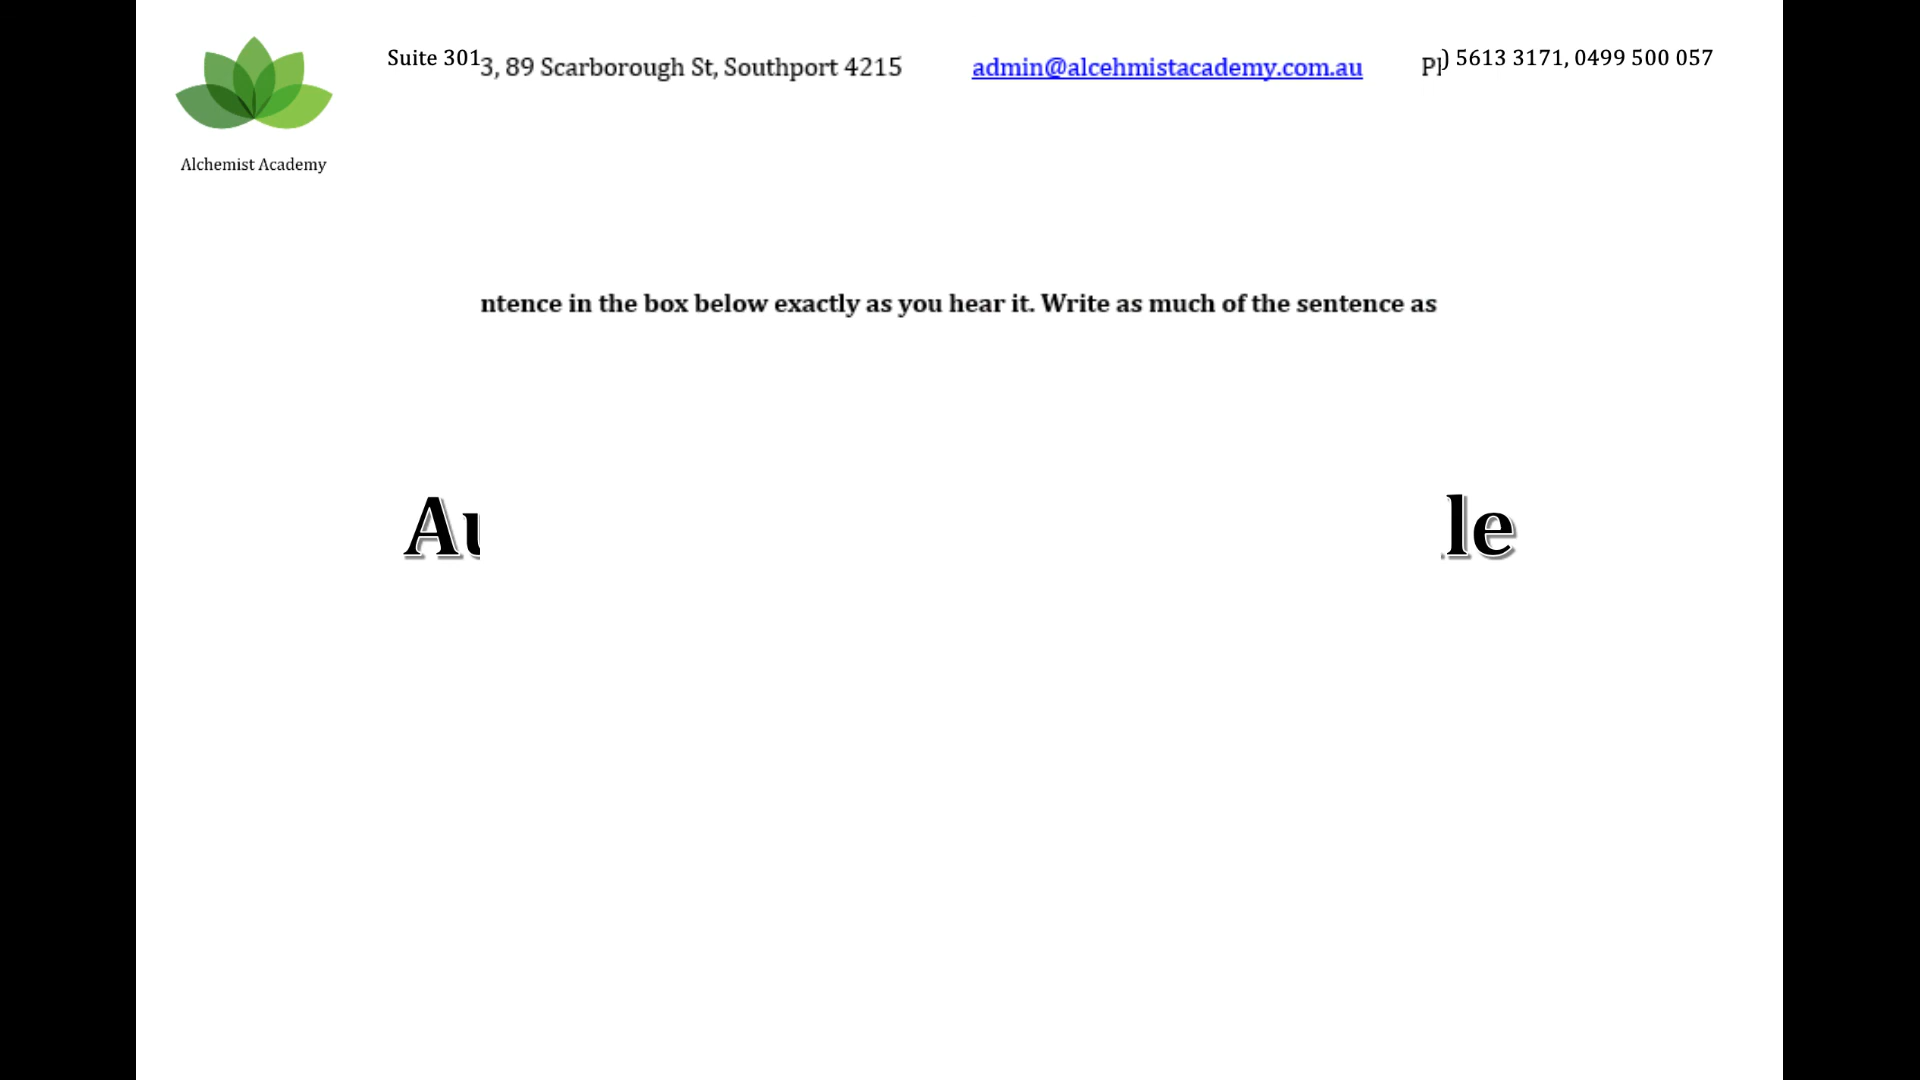 Suite 3013, 89 Scarborough St, Southport 4215 admin@alcehmistacademy.com.au ) 5613 3171, 0499 500 057
Alchemist Academy
ntence in the box below exactly as you hear it. Write as much of the sentence as
Au le